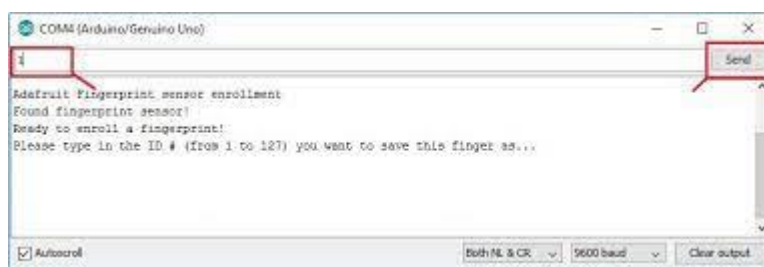 COM4 (Arduino/Genuino Uno)
1
Send
Adafruit Fingerprint sensor enrollment
Found fingerprint sensor!
Ready to enroll a fingerprint!
Please type in the ID # (from 1 to 127) you want to save this finger as...
Autoscroll
Both NL & CR
9600 baud
Clear output